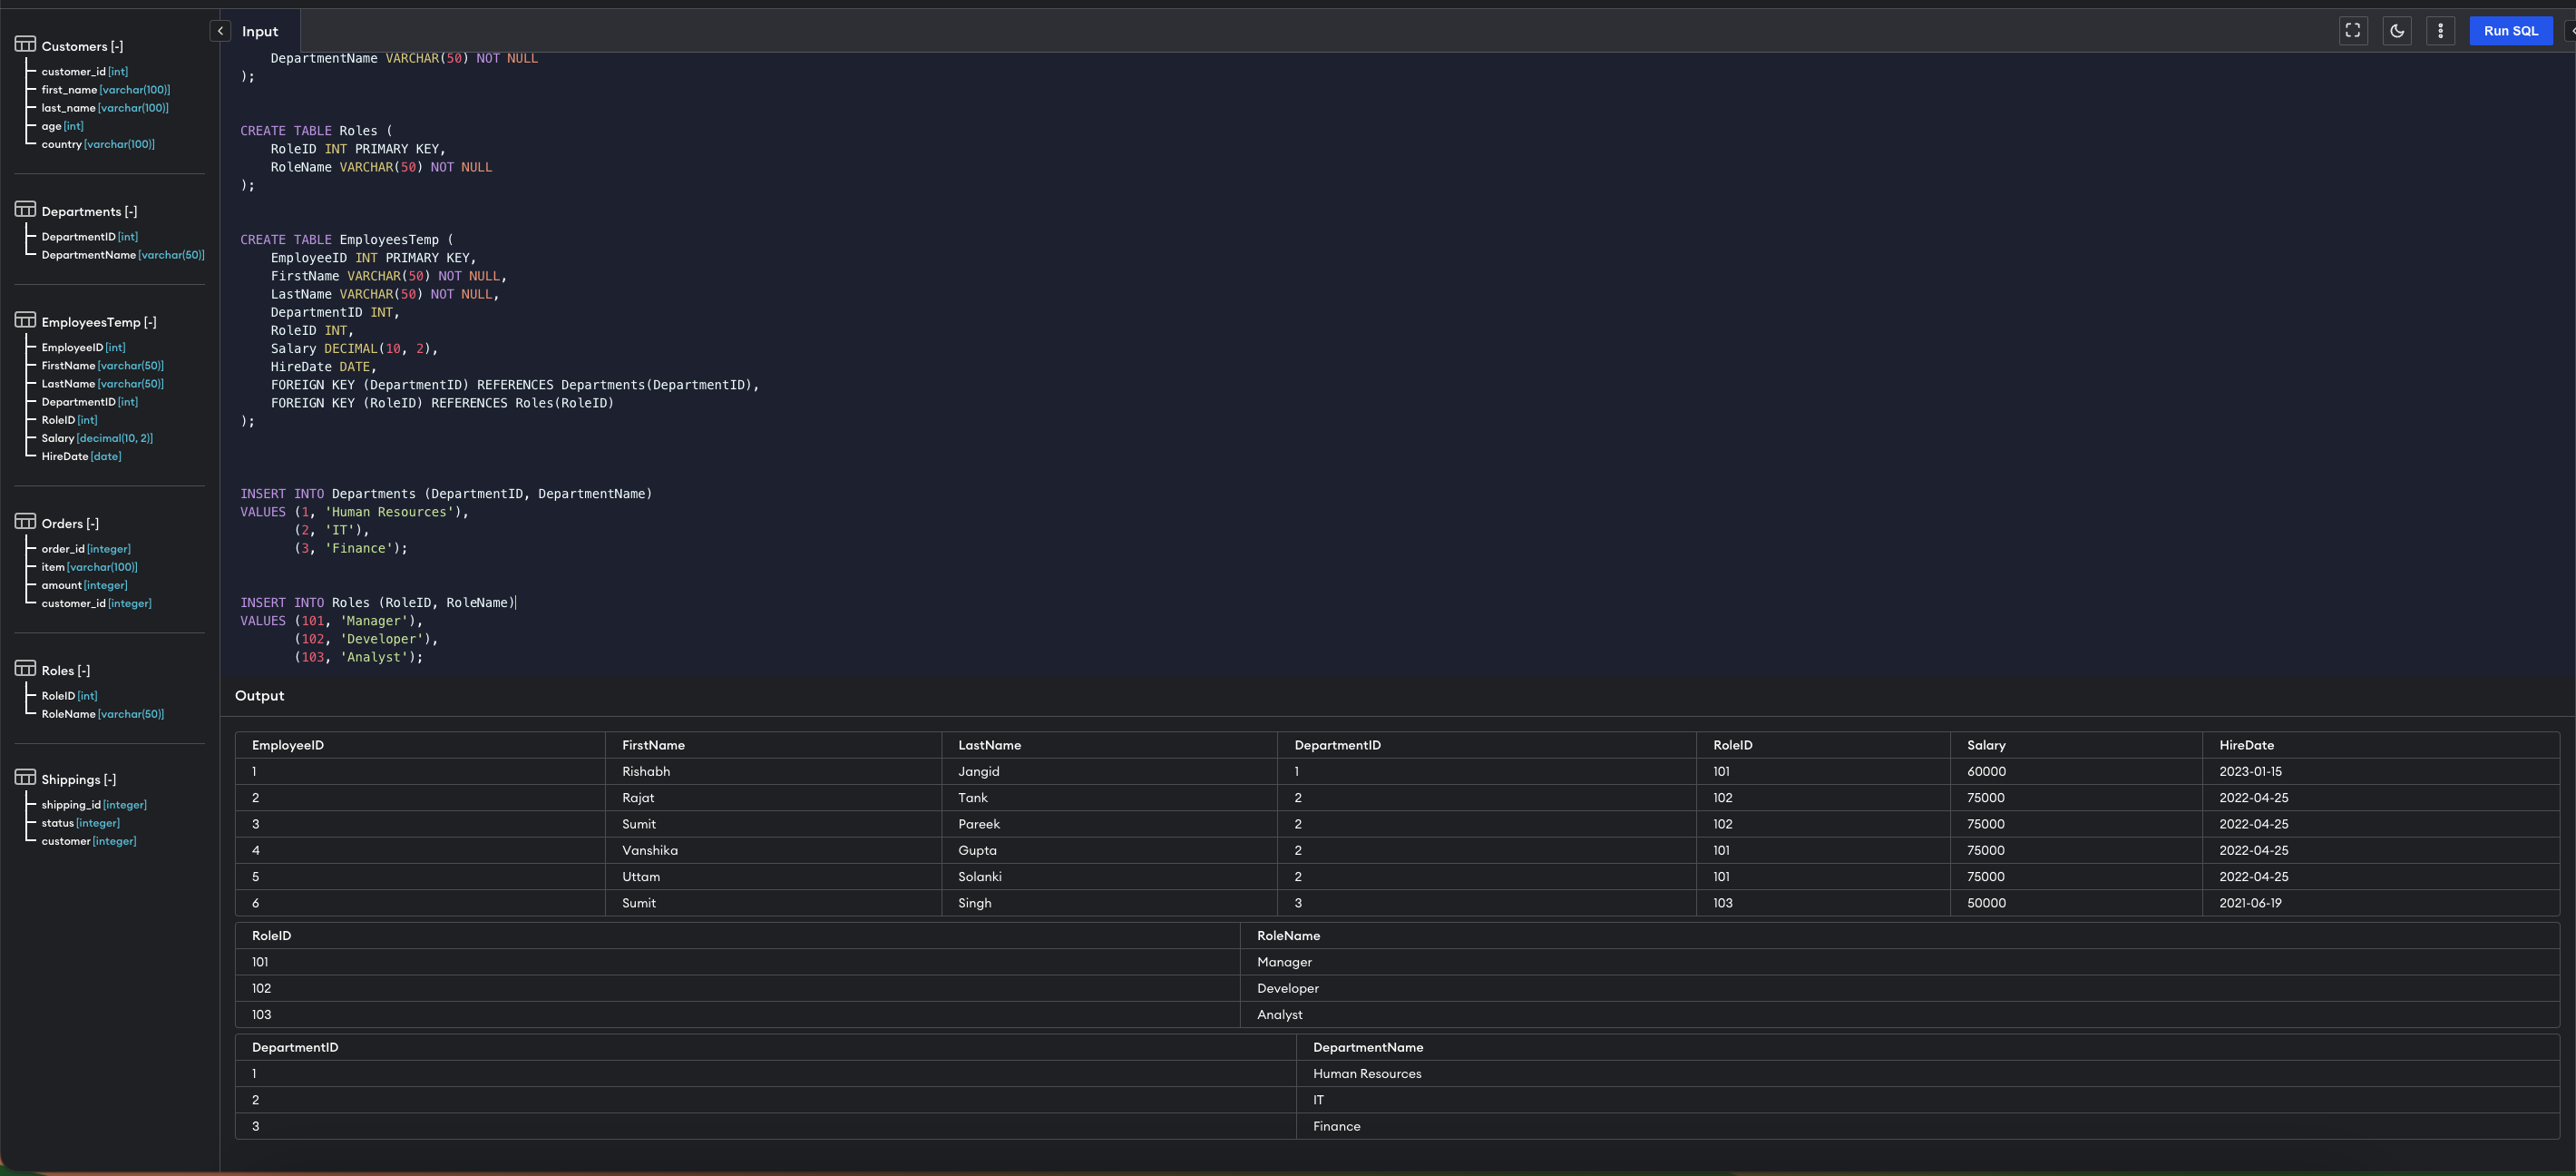 Customers [-]
customer_id [int]
first_name [varchar(100)]
last_name [varchar(100)]
age [int]
country [varchar(100)]
Departments [-]
DepartmentID [int]
DepartmentName [varchar(50)]
EmployeesTemp [-]
EmployeeID [int]
FirstName [varchar(50)]
LastName [varchar(50)]
DepartmentID [int]
RoleID [int]
Salary [decimal(10, 2)]
HireDate [date]
Orders [-]
order_id [integer]
item [varchar(100)]
amount [integer]
customer_id [integer]
Roles [-]
RoleID [int]
RoleName [varchar(50)]
Shippings [-]
shipping_id [integer]
status [integer]
customer [integer]
Input
Run SQL
DepartmentName VARCHAR(50) NOT NULL
);
CREATE TABLE Roles (
RoleID INT PRIMARY KEY,
RoleName VARCHAR(50) NOT NULL
);
CREATE TABLE EmployeesTemp (
EmployeeID INT PRIMARY KEY,
FirstName VARCHAR(50) NOT NULL,
LastName VARCHAR(50) NOT NULL,
DepartmentID INT,
RoleID INT,
Salary DECIMAL(10, 2),
HireDate DATE,
FOREIGN KEY (DepartmentID) REFERENCES Departments(DepartmentID),
FOREIGN KEY (RoleID) REFERENCES Roles(RoleID)
);
INSERT INTO Departments (DepartmentID, DepartmentName)
VALUES (1, 'Human Resources'),
(2, 'IT'),
(3, 'Finance');
INSERT INTO Roles (RoleID, RoleName)
VALUES (101, 'Manager'),
(102, 'Developer'),
(103, 'Analyst');
Output
EmployeeID FirstName LastName DepartmentID RoleID Salary HireDate
1 Rishabh Jangid 1 101 60000 2023-01-15
2 Rajat Tank 2 102 75000 2022-04-25
3 Sumit Pareek 2 102 75000 2022-04-25
4 Vanshika Gupta 2 101 75000 2022-04-25
5 Uttam Solanki 2 101 75000 2022-04-25
6 Sumit Singh 3 103 50000 2021-06-19
RoleID RoleName
101 Manager
102 Developer
103 Analyst
DepartmentID DepartmentName
1 Human Resources
2 IT
3 Finance